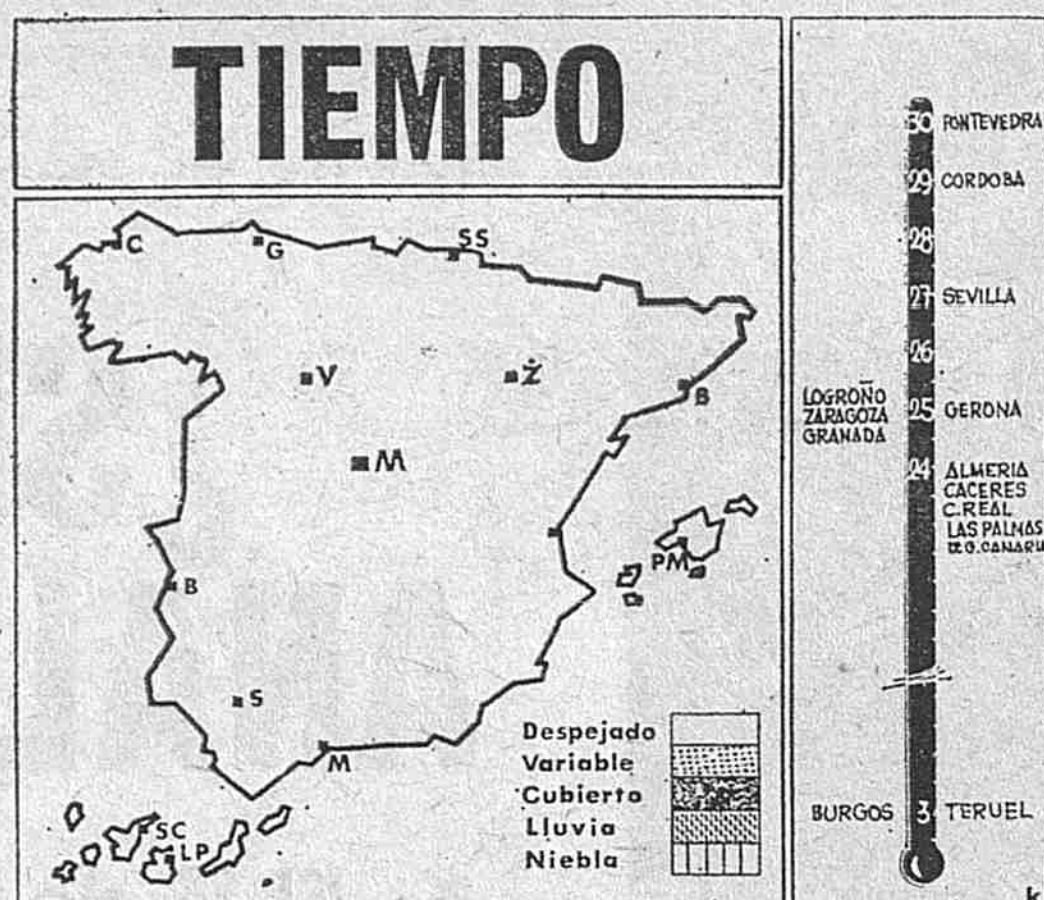 TIEMPO
C
G
SS
V
Ż
B
M
PM
B
S
M
SC
LP
Despejado
Variable
Cubierto
Lluvia
Niebla
30 PONTEVEDRA
29 CORDOBA
28
27 SEVILLA
26
LOGROÑO
ZARAGOZA
GRANADA
25 GERONA
24 ALMERIA
CACERES
C.REAL
LAS PALMAS
BURGOS 3 TERUEL
k